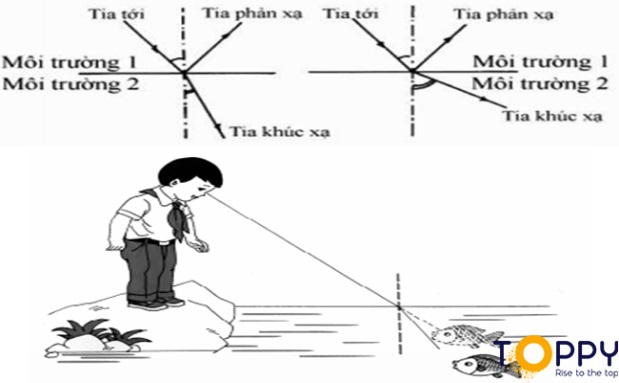 Tia tới Tia phản xạ
Môi trường 1
Môi trường 2
Tia khúc xạ
Tia tới Tia phản xạ
Môi trường 1
Môi trường 2
Tia khúc xạ
TOPPY
Rise to the top